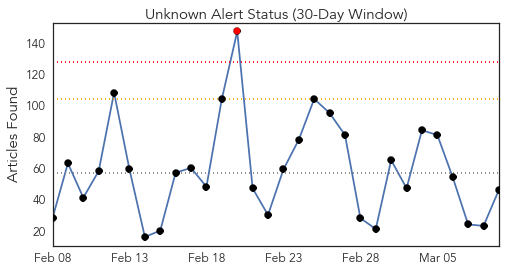 Unknown Alert Status (30-Day Window)
Articles Found
140
120
100
80
60
40
20
Feb 08
Feb 13
Feb 18
Feb 23
Feb 28
Mar 05